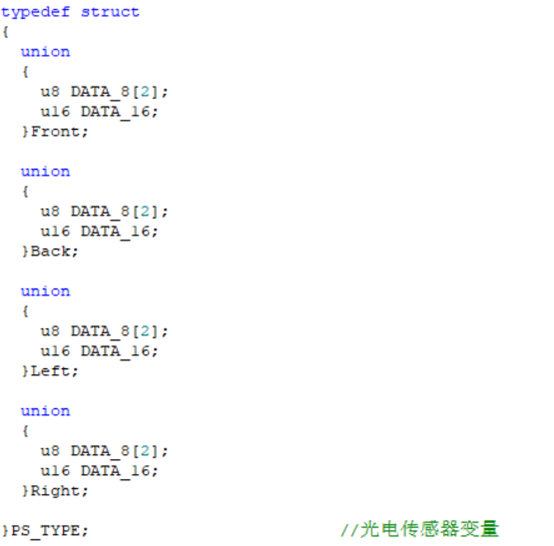 typedef struct
{
  union
  {
    u8 DATA_8[2];
    u16 DATA_16;
  }Front;

  union
  {
    u8 DATA_8[2];
    u16 DATA_16;
  }Back;

  union
  {
    u8 DATA_8[2];
    u16 DATA_16;
  }Left;

  union
  {
    u8 DATA_8[2];
    u16 DATA_16;
  }Right;

}PS_TYPE; //光电传感器变量